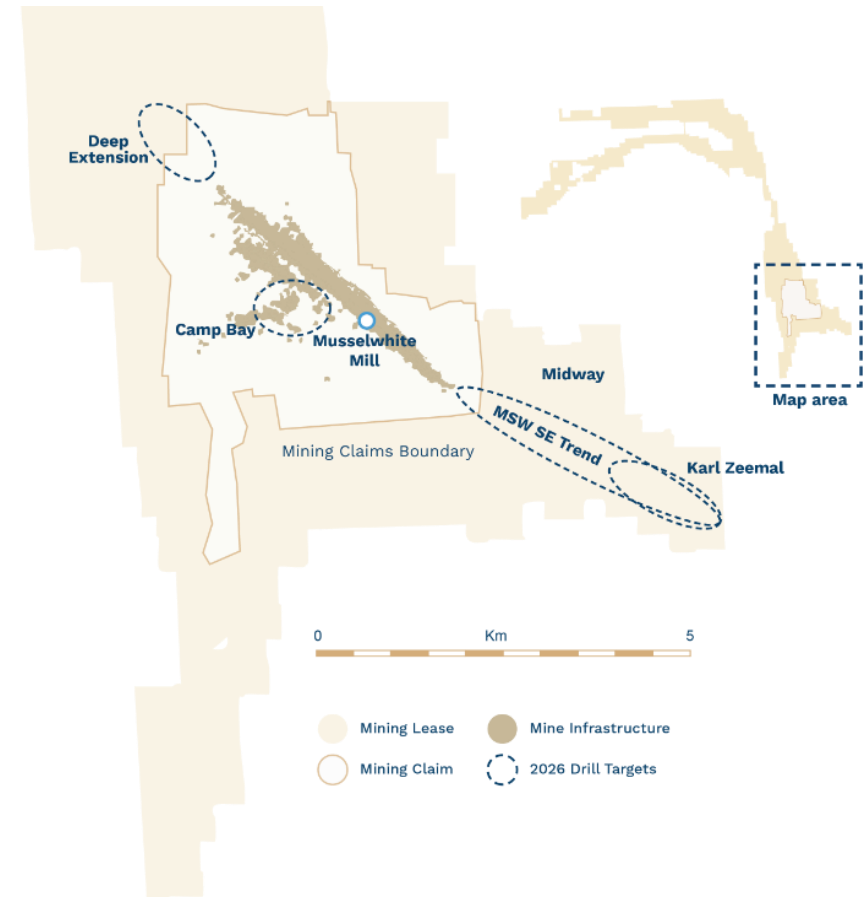 Deep
Extension
Camp Bay
Musselwhite
Mill
Midway
Map area
MSW SE Trend
Mining Claims Boundary
Karl Zeemal
0 Km 5
Mining Lease
Mine Infrastructure
Mining Claim
2026 Drill Targets